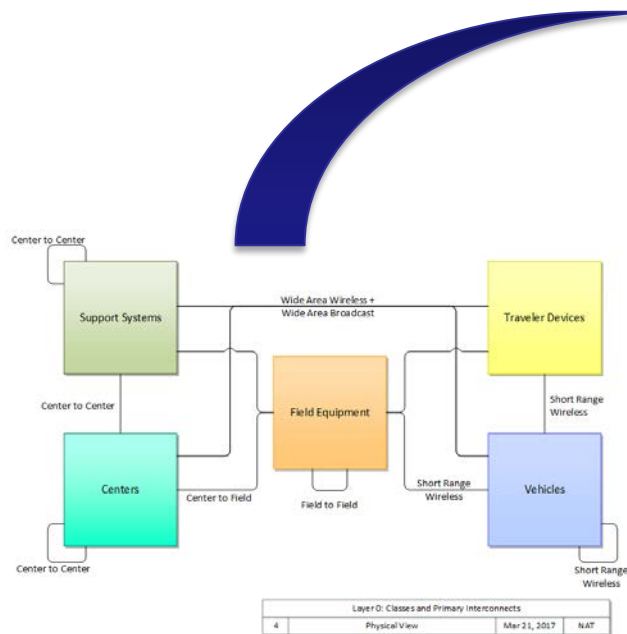 Center to Center
Support Systems
Wide Area Wireless +
Wide Area Broadcast
Traveler Devices
Center to Center
Field Equipment
Short Range
Wireless
Centers
Center to Field
Short Range
Wireless
Vehicles
Field to Field
Center to Center
Short Range
Wireless
Layer 0: Classes and Primary Interconnects
4 Physical View Mar 21, 2017 NAT